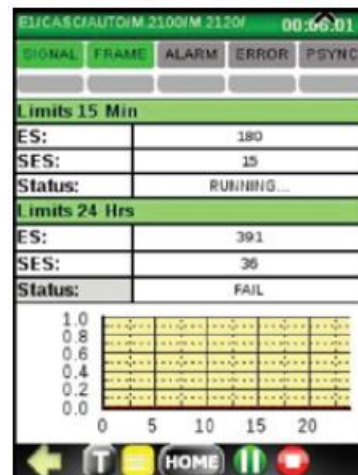 E1/CASC/AUTO/M.2100/M.2120/ 00:06:01
SIGNAL FRAME ALARM ERROR PSYNC
Limits 15 Min
ES: 180
SES: 15
Status: RUNNING...
Limits 24 Hrs
ES: 391
SES: 36
Status: FAIL
1.0
0.8
0.6
0.4
0.2
0.0
0 5 10 15 20
T HOME